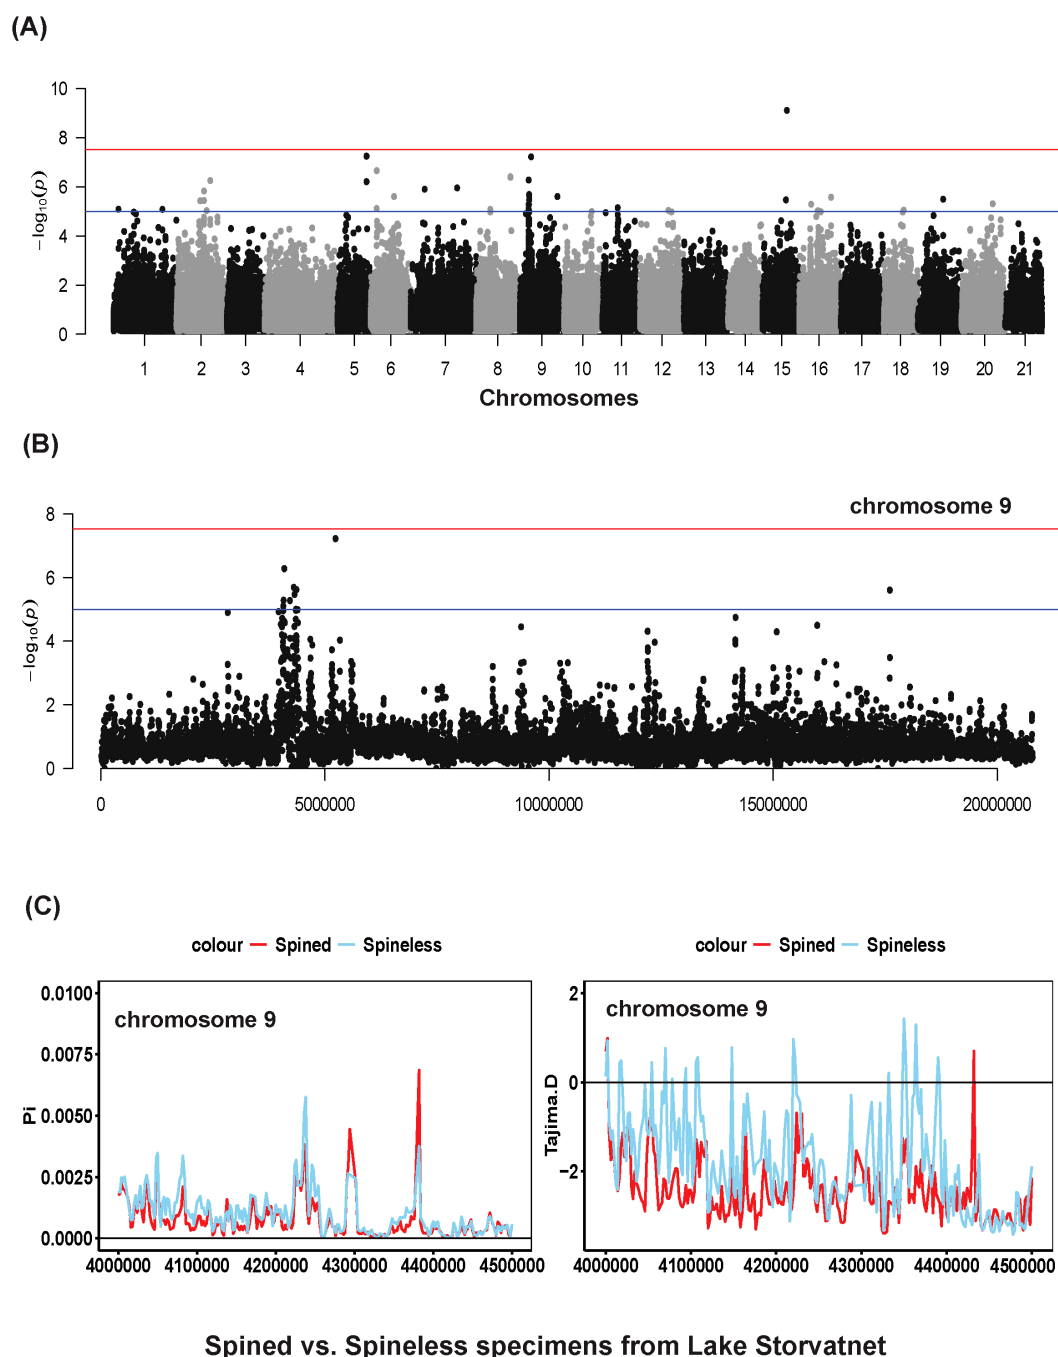 (A)
10
8
6
4
2
0
−log10(p)
1 2 3 4 5 6 7 8 9 10 11 12 13 14 15 16 17 18 19 20 21
Chromosomes
(B)
chromosome 9
8
6
4
2
0
−log10(p)
0 5000000 10000000 15000000 20000000
(C)
colour Spined Spineless
chromosome 9
0.0100
0.0075
0.0050
0.0025
0.0000
Pi
4000000 4100000 4200000 4300000 4400000 4500000
colour Spined Spineless
chromosome 9
2
0
−2
Tajima.D
4000000 4100000 4200000 4300000 4400000 4500000
Spined vs. Spineless specimens from Lake Storvatnet